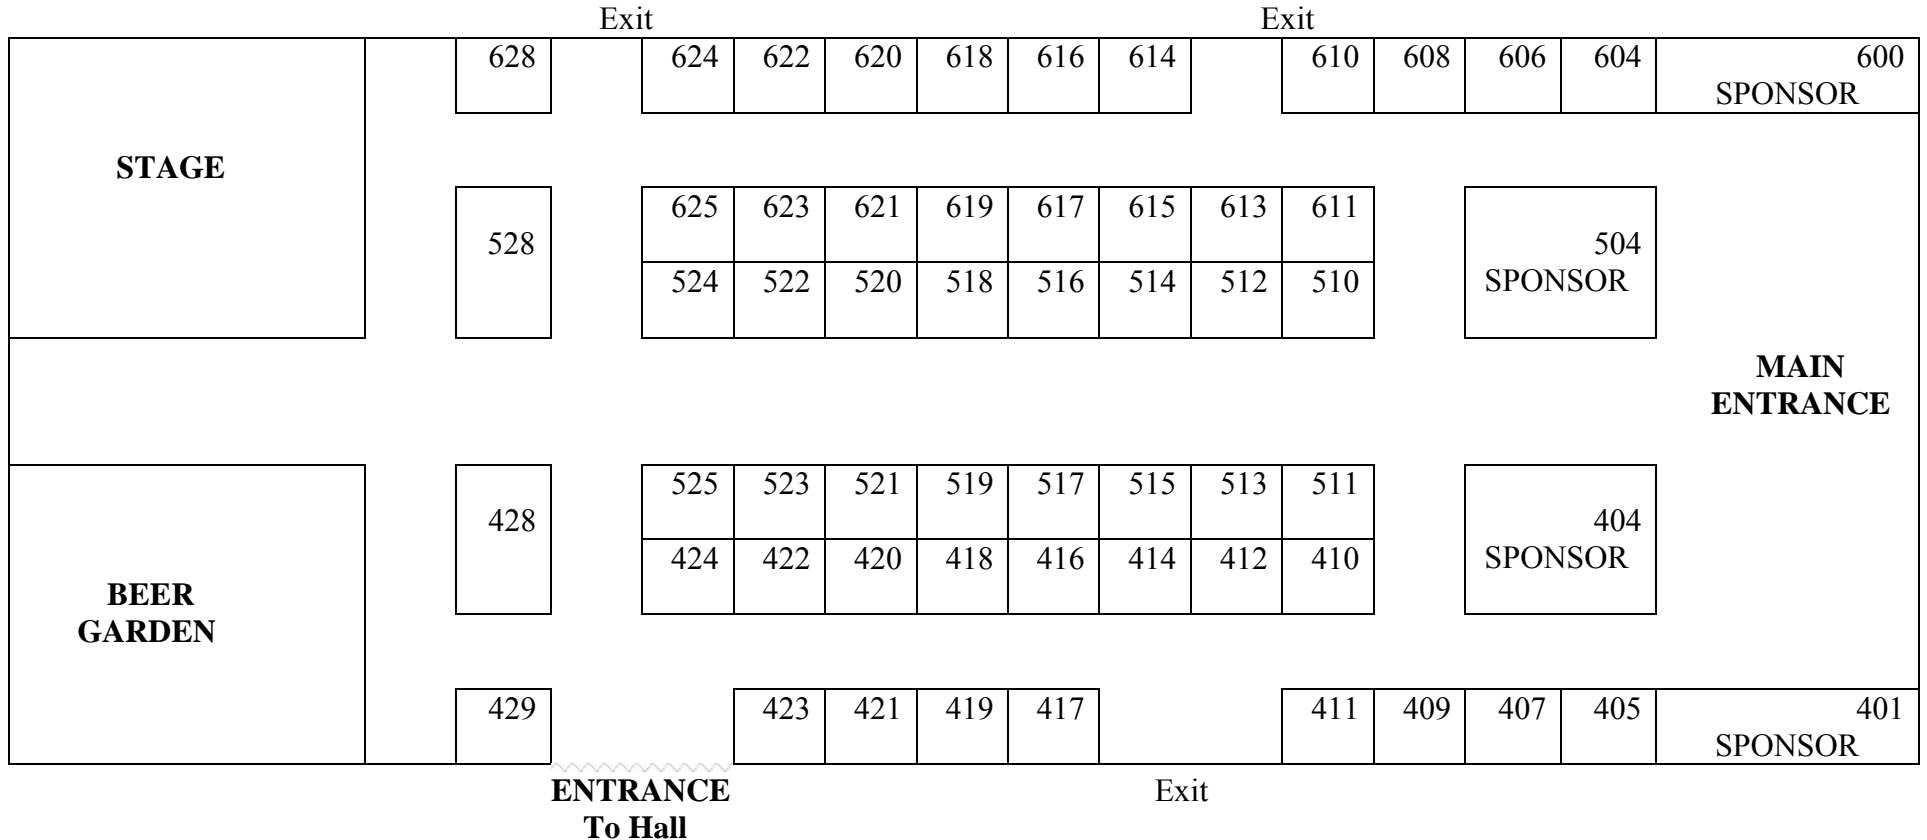 Exit Exit
628 624 622 620 618 616 614 610 608 606 604 600
SPONSOR
STAGE
625 623 621 619 617 615 613 611
528 504
SPONSOR
524 522 520 518 516 514 512 510
MAIN
ENTRANCE
525 523 521 519 517 515 513 511
428 404
SPONSOR
424 422 420 418 416 414 412 410
BEER
GARDEN
429 423 421 419 417 411 409 407 405 401
SPONSOR
ENTRANCE Exit
To Hall